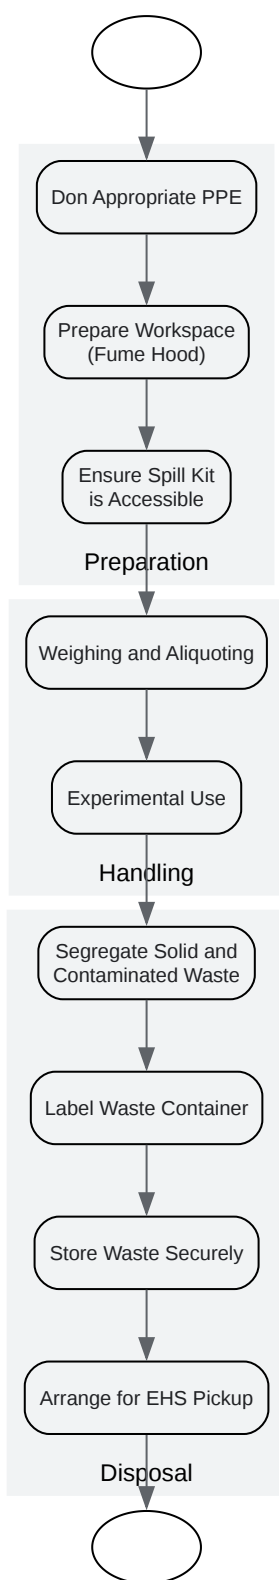 Don Appropriate PPE
Prepare Workspace
(Fume Hood)
Ensure Spill Kit
is Accessible
Preparation
Weighing and Aliquoting
Experimental Use
Handling
Segregate Solid and
Contaminated Waste
Label Waste Container
Store Waste Securely
Arrange for EHS Pickup
Disposal